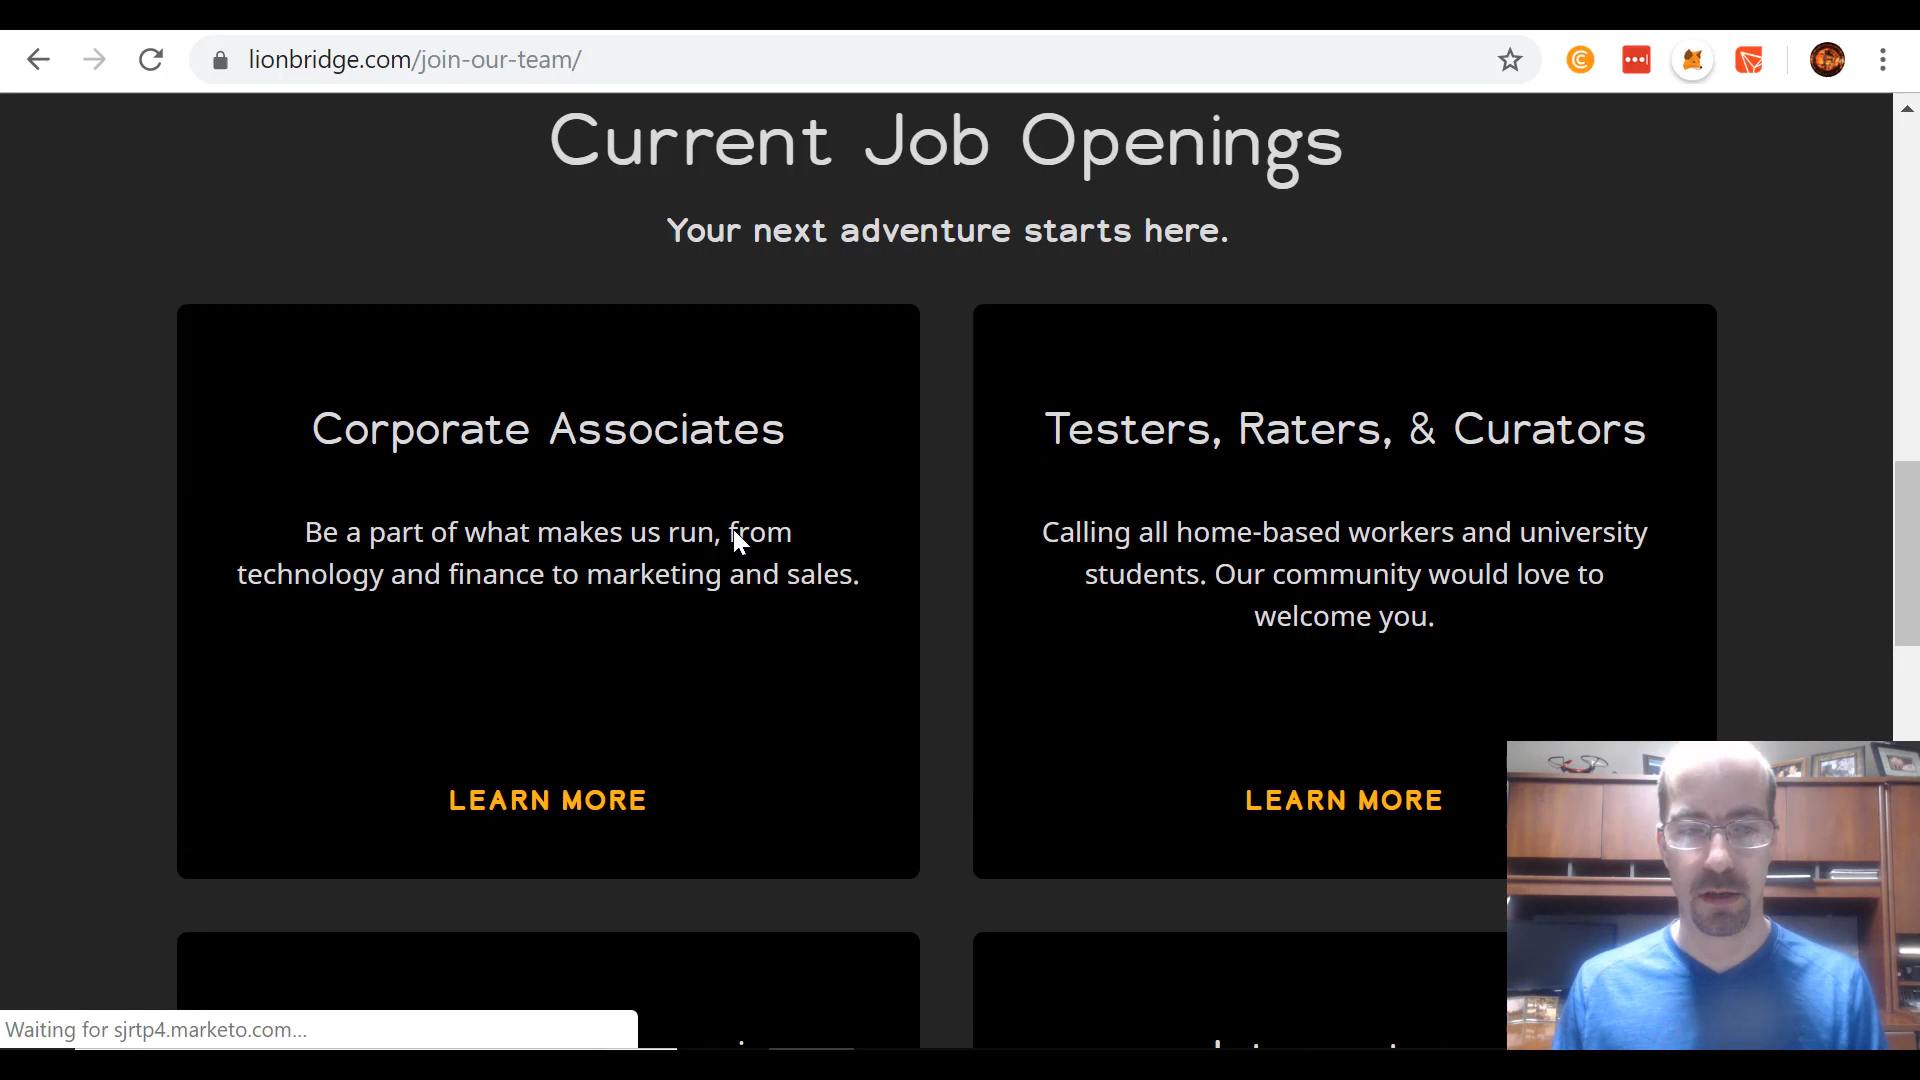 lionbridge.com/join-our-team/
Current Job Openings
Your next adventure starts here.
Corporate Associates
Be a part of what makes us run, from
technology and finance to marketing and sales.
LEARN MORE
Testers, Raters, & Curators
Calling all home-based workers and university
students. Our community would love to
welcome you.
LEARN MORE
Waiting for sjrtp4.marketo.com...